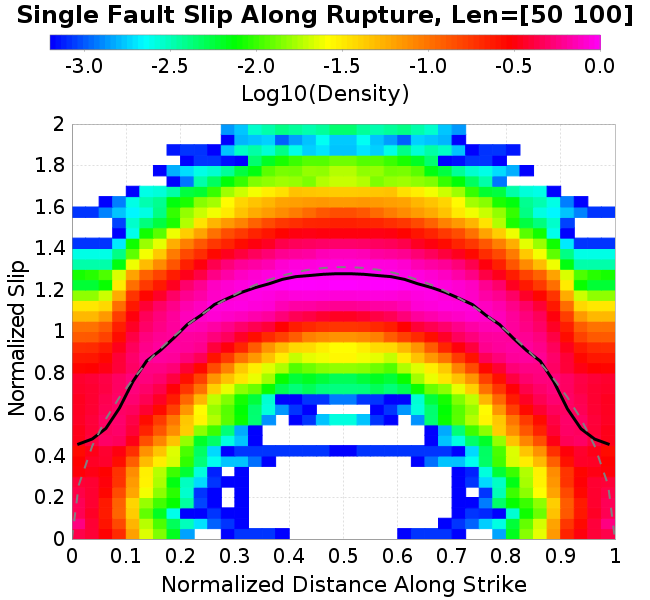 Single Fault Slip Along Rupture, Len=[50 100]
-3.0 -2.5 -2.0 -1.5 -1.0 -0.5 0.0
Log10(Density)
2
1.8
1.6
1.4
1.2
1
0.8
0.6
0.4
0.2
0
Normalized Slip
0 0.1 0.2 0.3 0.4 0.5 0.6 0.7 0.8 0.9 1
Normalized Distance Along Strike